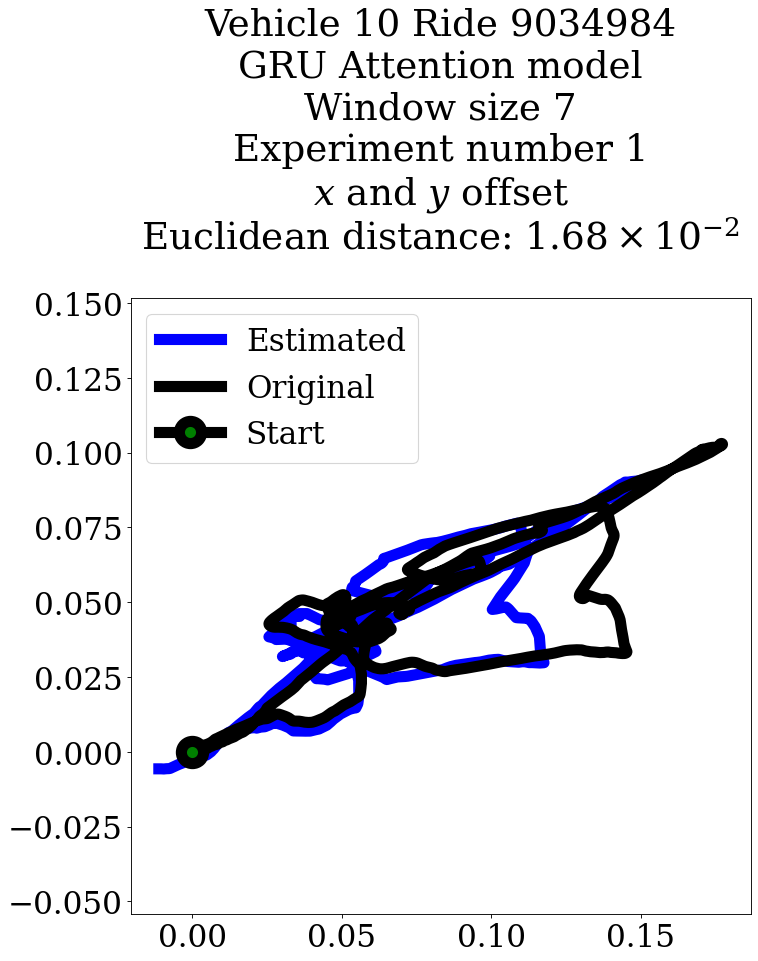 Vehicle 10 Ride 9034984
GRU Attention model
Window size 7
Experiment number 1
x and y offset
Euclidean distance: 1.68 × 10⁻²
0.150
0.125
0.100
0.075
0.050
0.025
0.000
−0.025
−0.050
Estimated
Original
Start
0.00 0.05 0.10 0.15